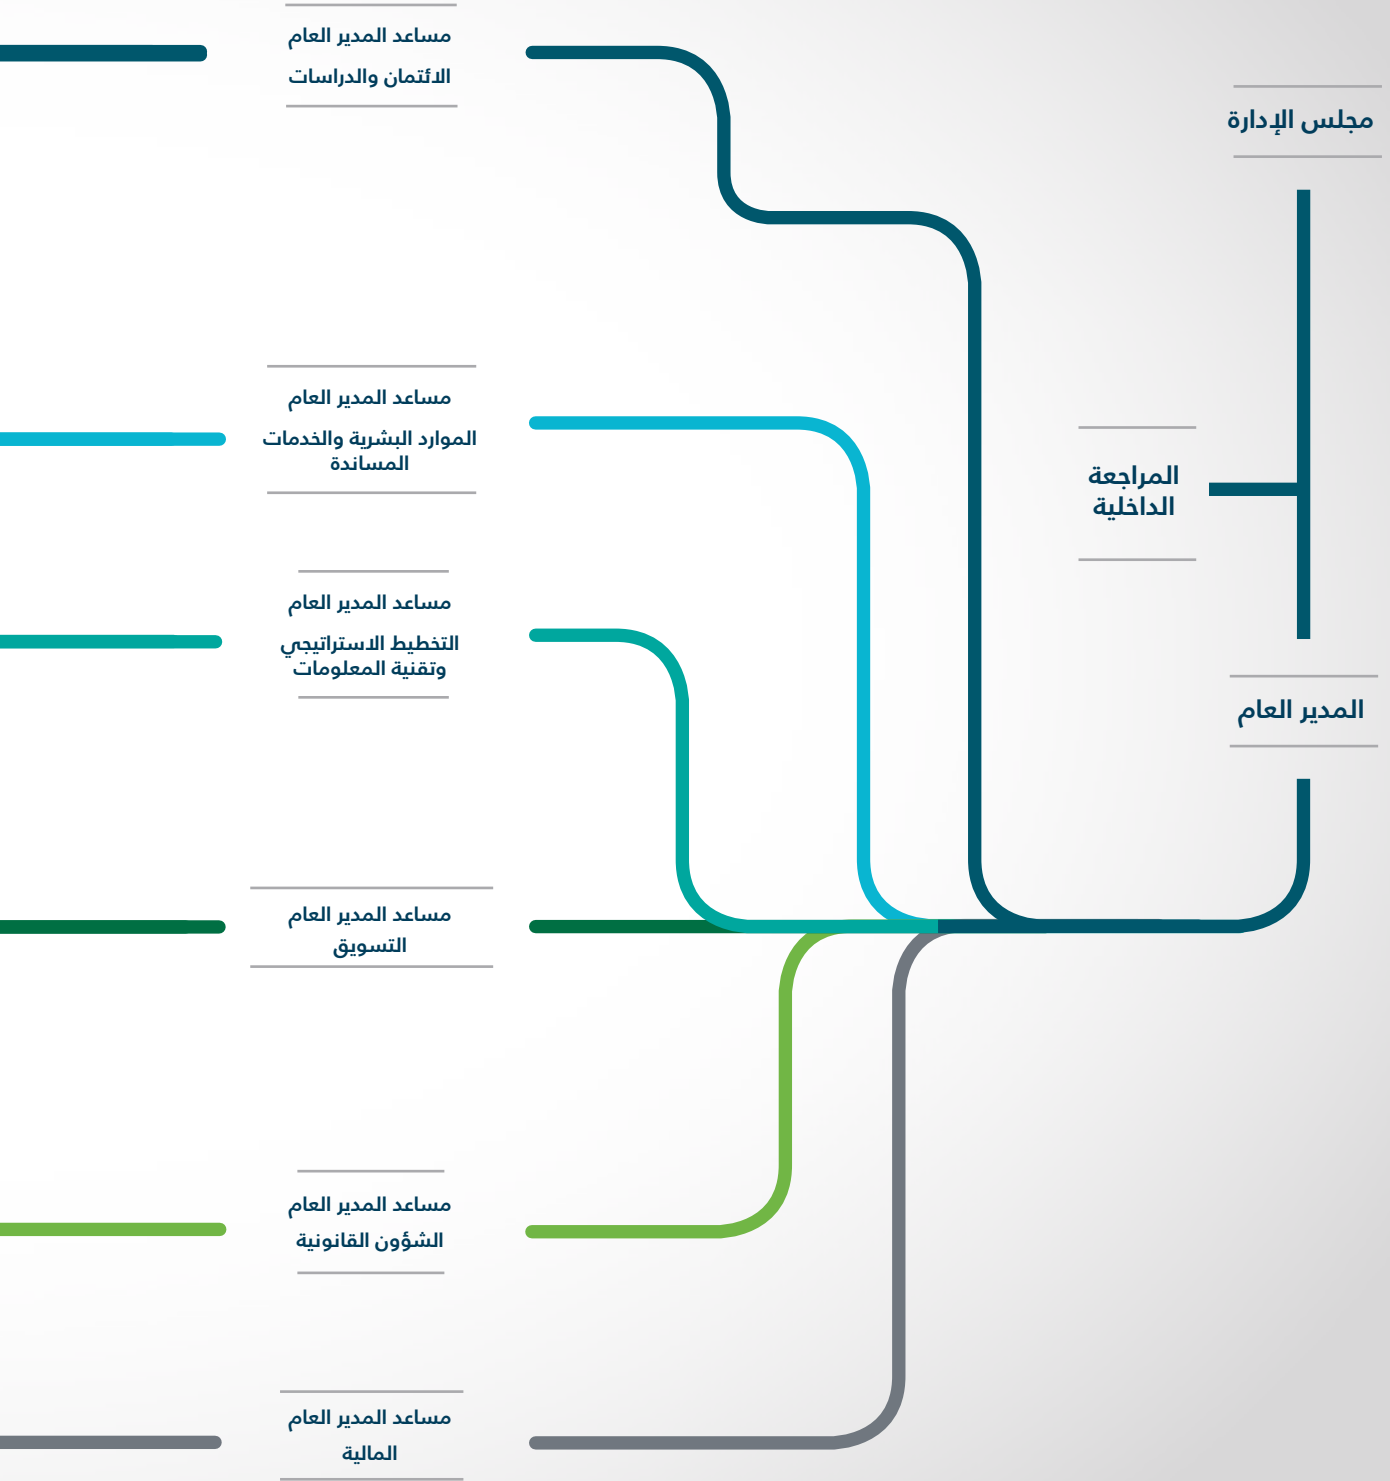 مجلس الإدارة
المراجعة
الداخلية
المدير العام
مساعد المدير العام
الائتمان والدراسات
مساعد المدير العام
الموارد البشرية والخدمات
المساندة
مساعد المدير العام
التخطيط الاستراتيجي
وتقنية المعلومات
مساعد المدير العام
التسويق
مساعد المدير العام
الشؤون القانونية
مساعد المدير العام
المالية